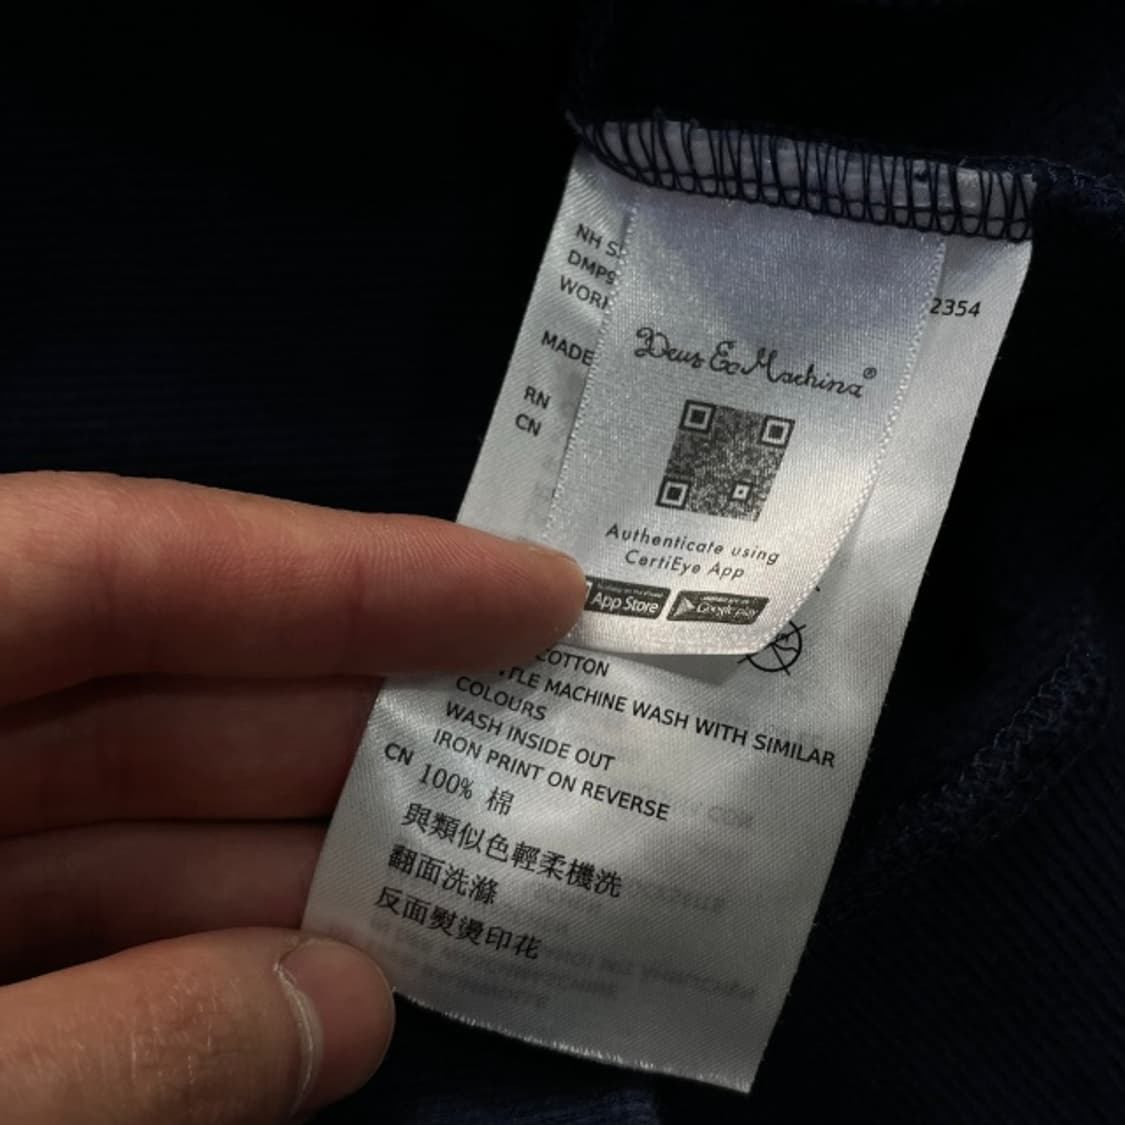 NH
2354
MADE
RN
CN
Deus Ex Machina®
Authenticate using
CertiEye App
App Store
Google play
COTTON
MACHINE WASH WITH SIMILAR
COLOURS
WASH INSIDE OUT
IRON PRINT ON REVERSE
CN 100% 棉
與類似色輕柔機洗
翻面洗滌
反面熨燙印花